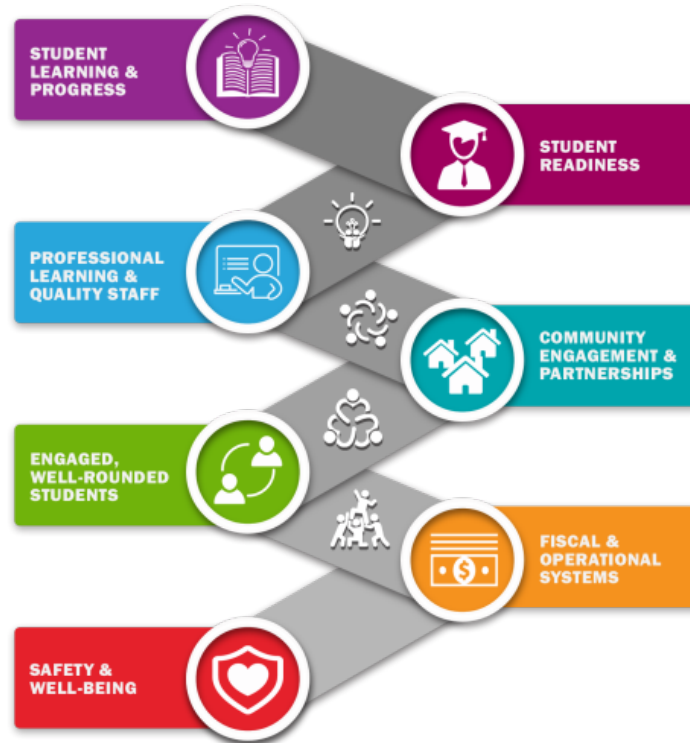 STUDENT
LEARNING &
PROGRESS
STUDENT
READINESS
PROFESSIONAL
LEARNING &
QUALITY STAFF
COMMUNITY
ENGAGEMENT &
PARTNERSHIPS
ENGAGED,
WELL-ROUNDED
STUDENTS
FISCAL &
OPERATIONAL
SYSTEMS
SAFETY &
WELL-BEING